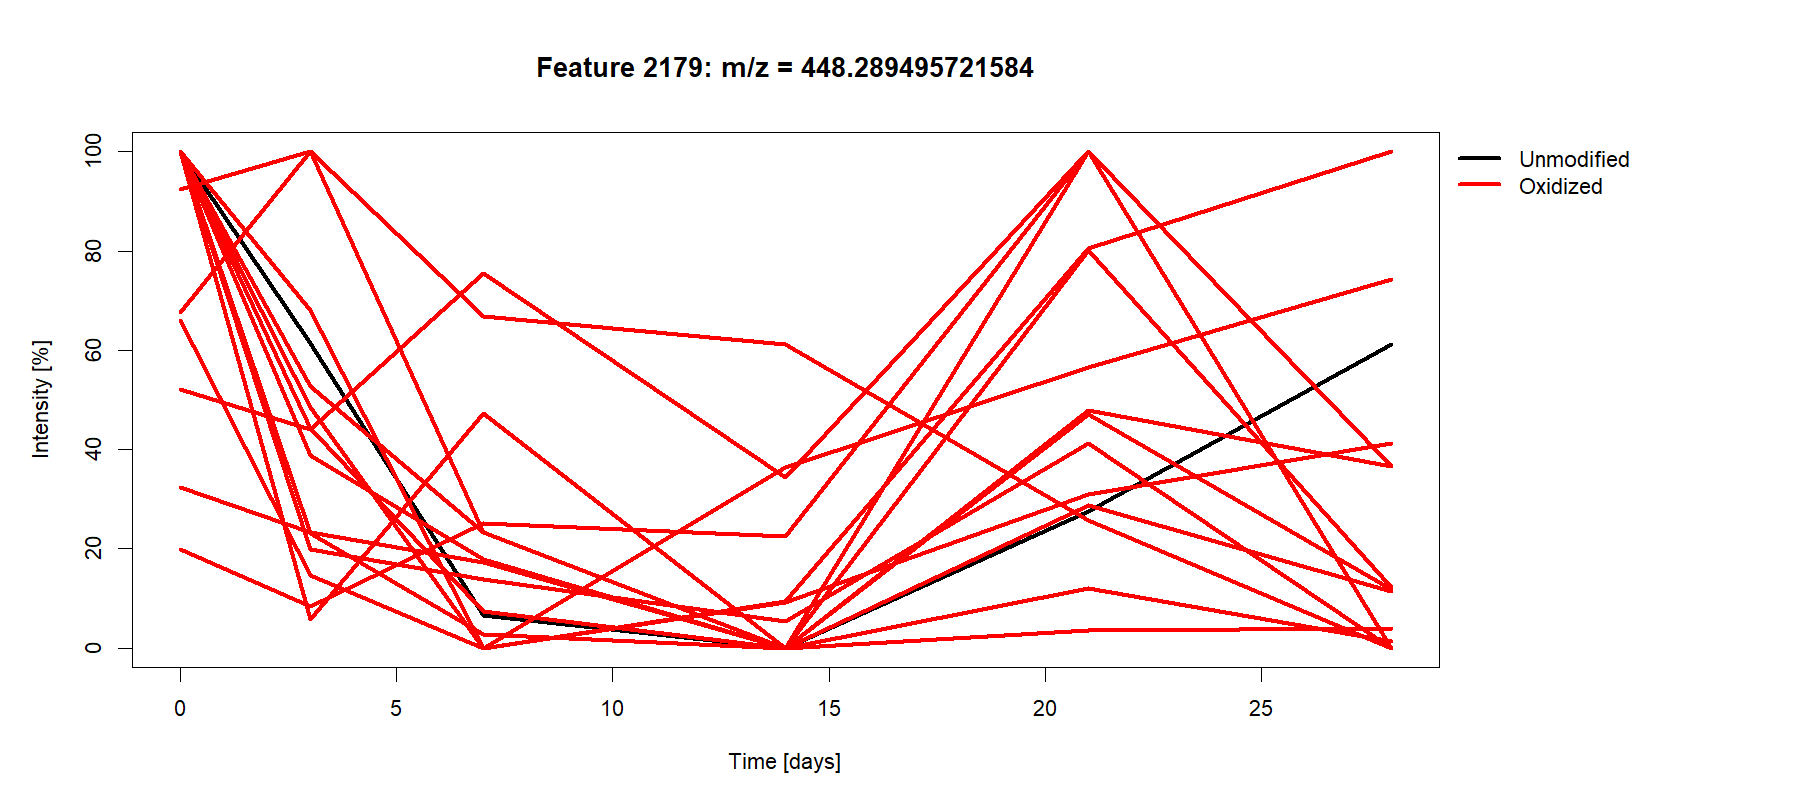 Feature 2179: m/z = 448.289495721584
Unmodified
Oxidized
Intensity [%]
100
80
60
40
20
0
0 5 10 15 20 25
Time [days]